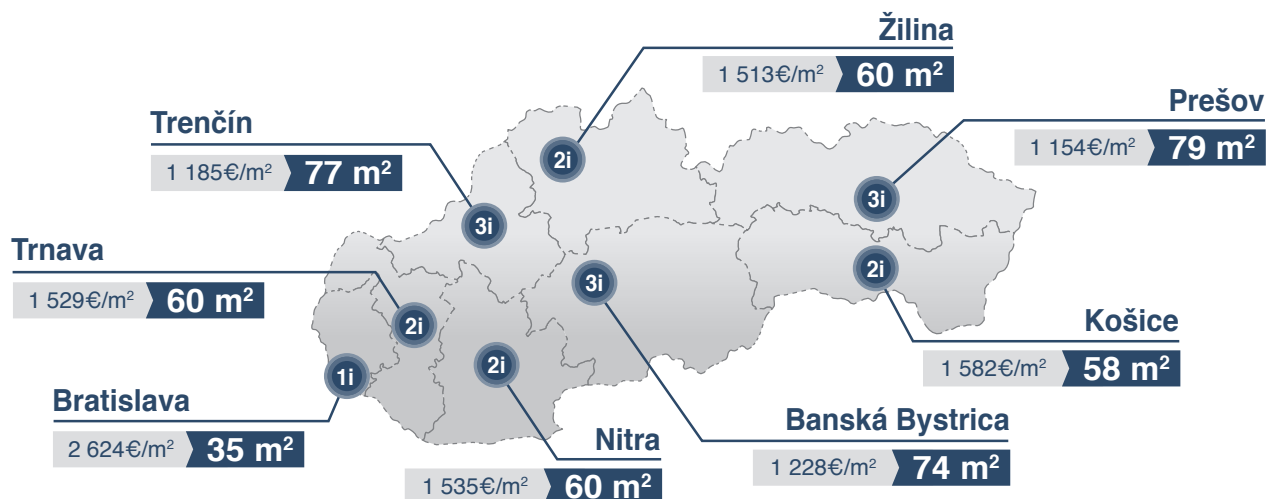 Žilina
1 513€/m² 60 m²
Prešov
1 154€/m² 79 m²
Trenčín
1 185€/m² 77 m²
2i
3i
3i
Trnava
1 529€/m² 60 m²
2i
3i
2i
Košice
1 582€/m² 58 m²
2i
1i
Bratislava
2 624€/m² 35 m²
Banská Bystrica
1 228€/m² 74 m²
Nitra
1 535€/m² 60 m²